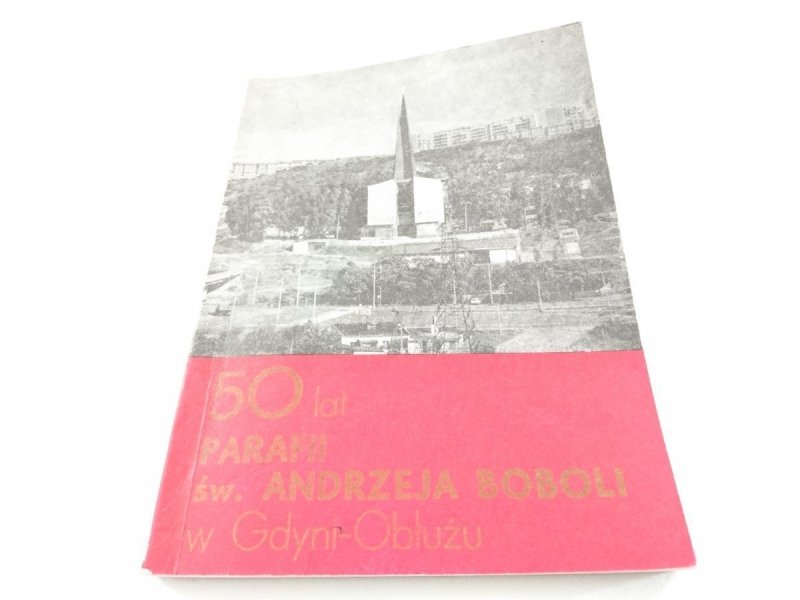 50 lat
PARAFII
św. ANDRZEJA BOBOLI
w Gdyni-Obłużu